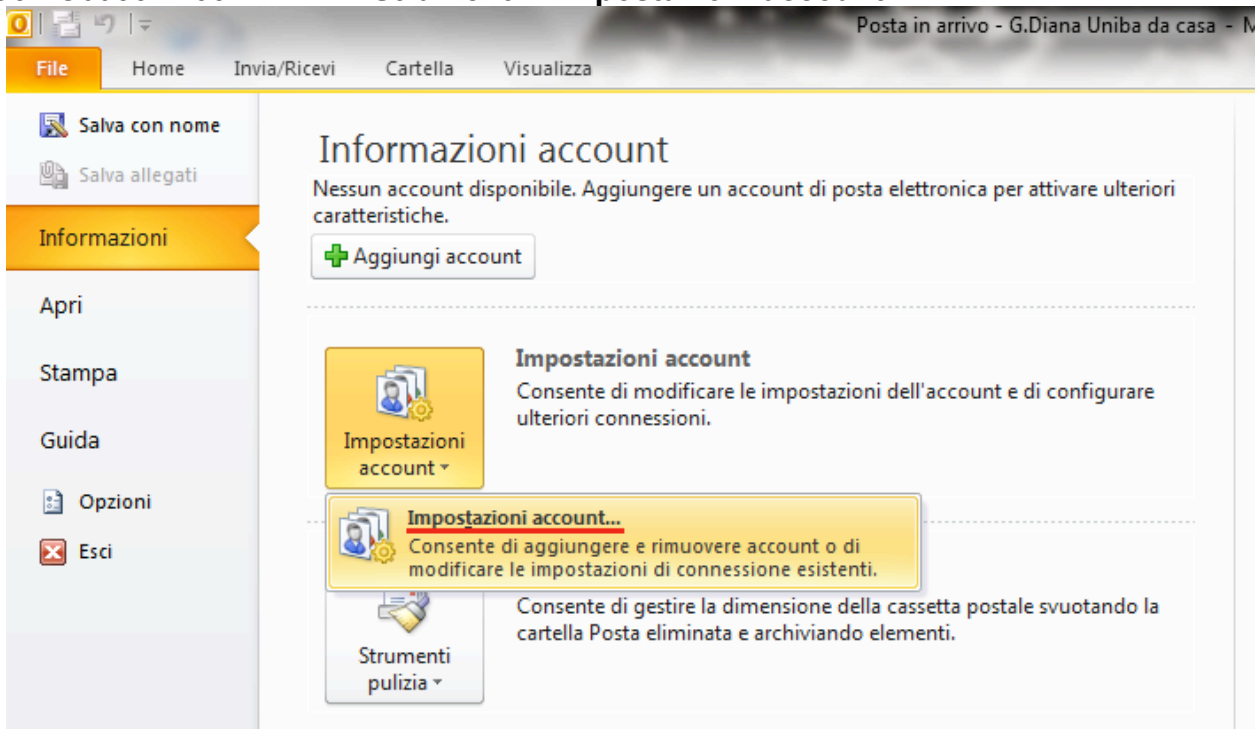 Posta in arrivo - G.Diana Uniba da casa - M
File Home Invia/Ricevi Cartella Visualizza
Salva con nome
Salva allegati
Informazioni
Apri
Stampa
Guida
Opzioni
Esci
Informazioni account
Nessun account disponibile. Aggiungere un account di posta elettronica per attivare ulteriori
caratteristiche.
Aggiungi account
Impostazioni
account
Impostazioni account
Consente di modificare le impostazioni dell'account e di configurare
ulteriori connessioni.
Impostazioni account...
Consente di aggiungere e rimuovere account o di
modificare le impostazioni di connessione esistenti.
Strumenti
pulizia
Consente di gestire la dimensione della cassetta postale svuotando la
cartella Posta eliminata e archiviando elementi.